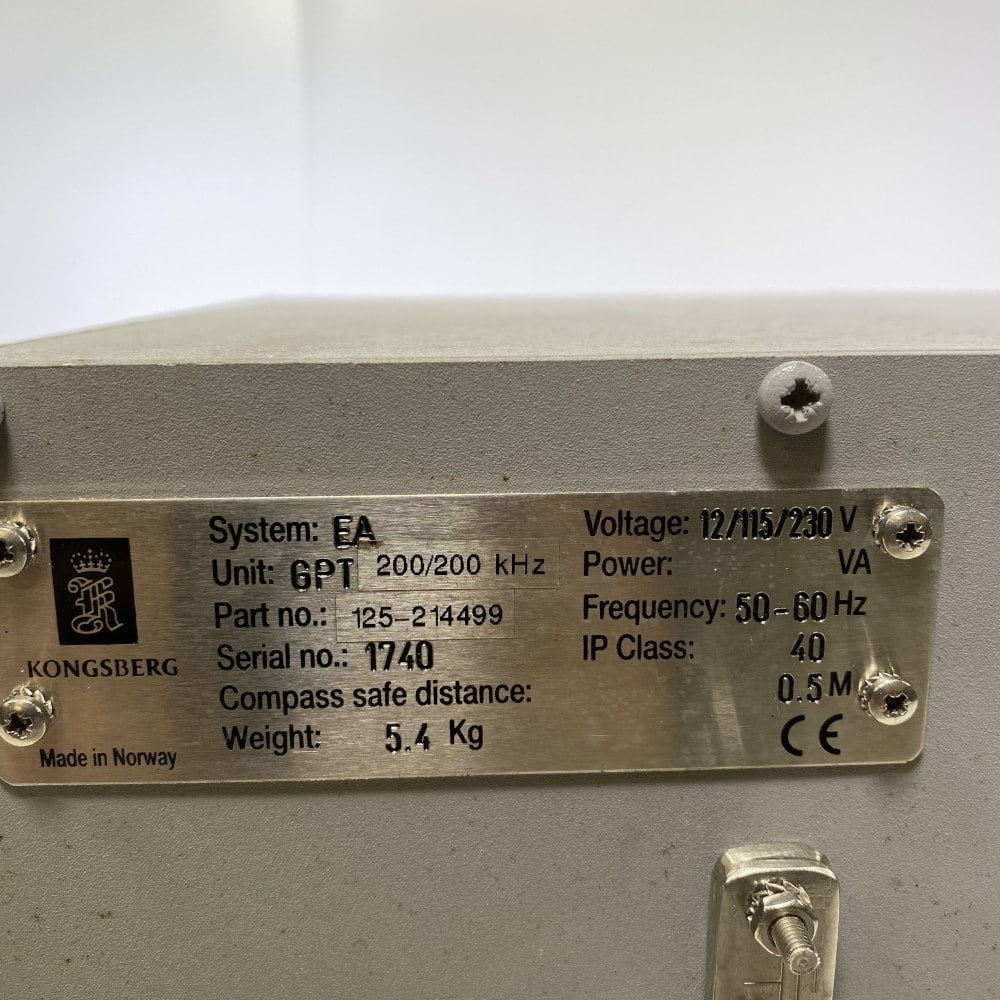 System: EA
Unit: GPT 200/200 kHz
Part no.: 125-214499
Serial no.: 1740
Compass safe distance: 0.5 M
Weight: 5.4 Kg
Voltage: 12/115/230 V
Power: VA
Frequency: 50-60 Hz
IP Class: 40
CE
KONGSBERG
Made in Norway